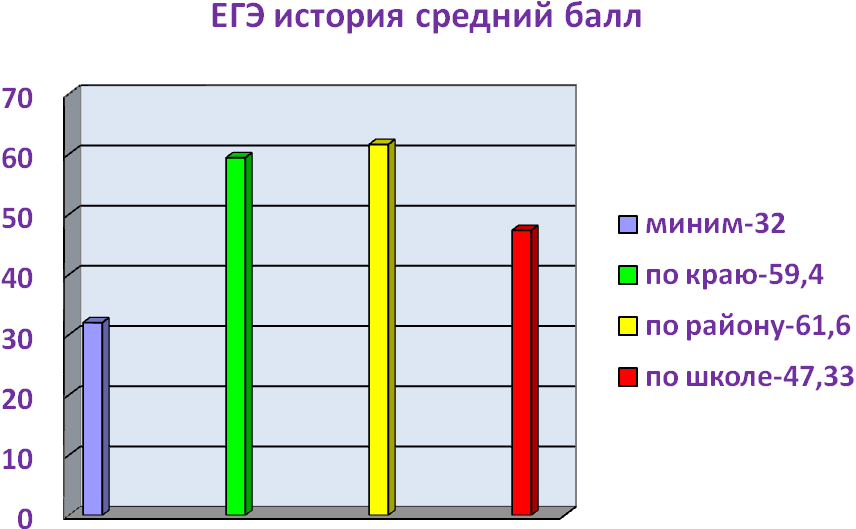 ЕГЭ история средний балл
70
60
50
40
30
20
10
0
миним-32
по краю-59,4
по району-61,6
по школе-47,33